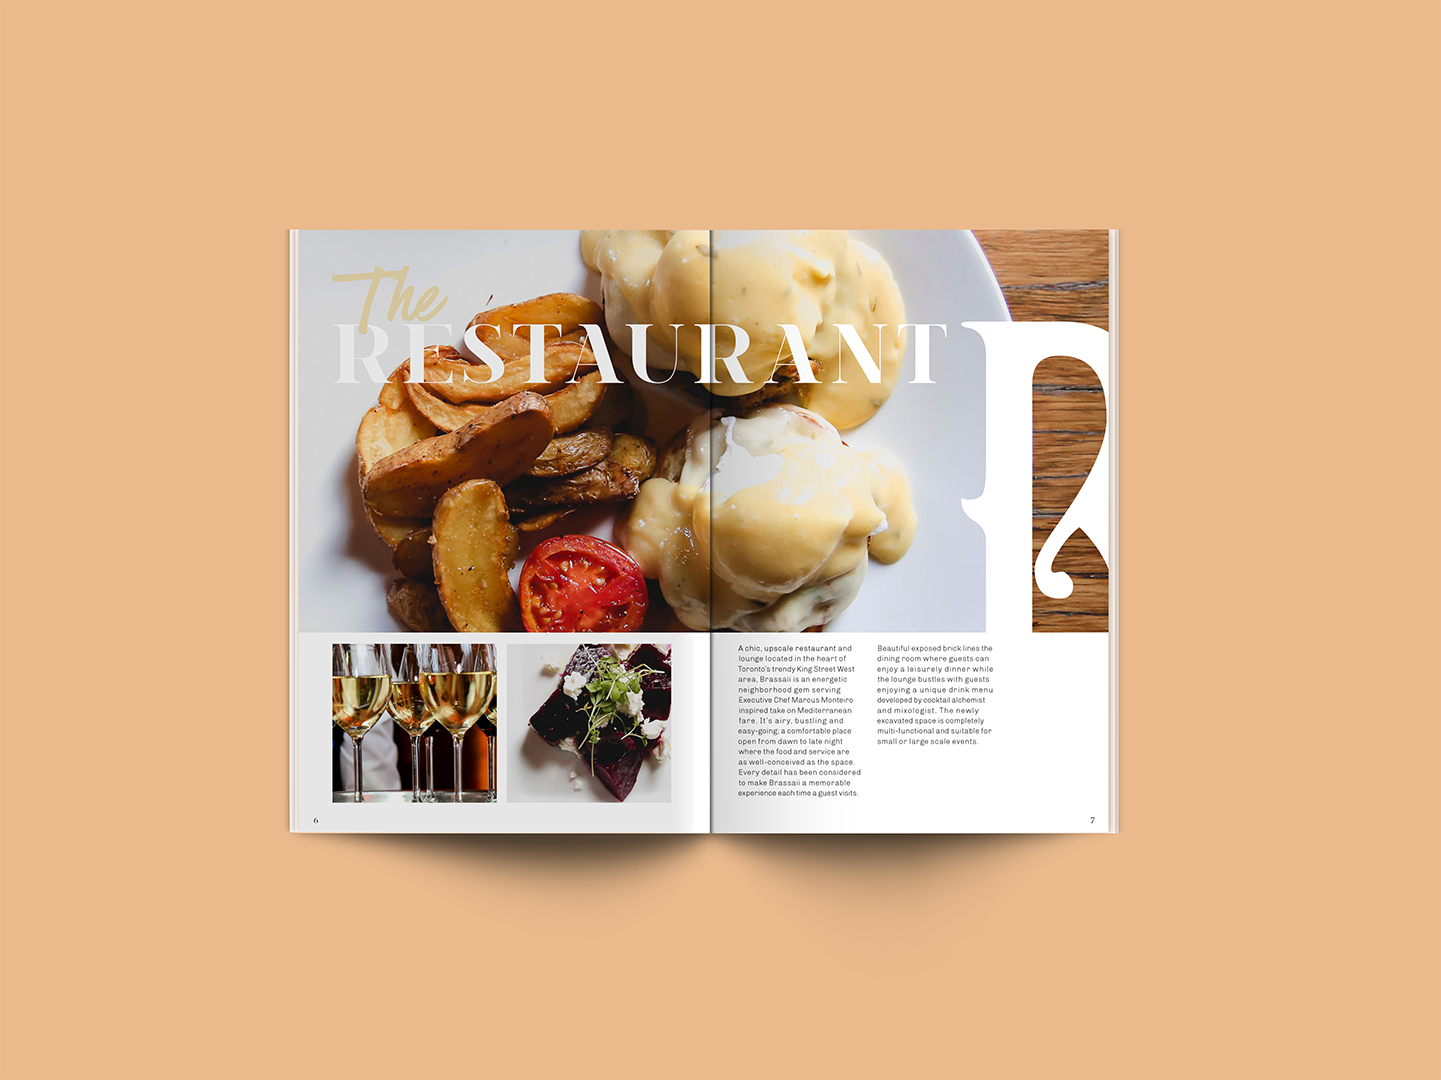 The
RESTAURANT
R
A chic, upscale restaurant and
lounge located in the heart of
Toronto's trendy King Street West
area, Brassaii is an energetic
neighborhood gem serving
Executive Chef Marcus Monteiro
inspired take on Mediterranean
fare. It's airy, bustling and
easy-going; a comfortable place
open from dawn to late night
where the food and service are
as well-conceived as the space.
Every detail has been considered
to make Brassaii a memorable
experience each time a guest visits.
Beautiful exposed brick lines the
dining room where guests can
enjoy a leisurely dinner while
the lounge bustles with guests
enjoying a unique drink menu
developed by cocktail alchemist
and mixologist. The newly
excavated space is completely
multi-functional and suitable for
small or large scale events.
6
7